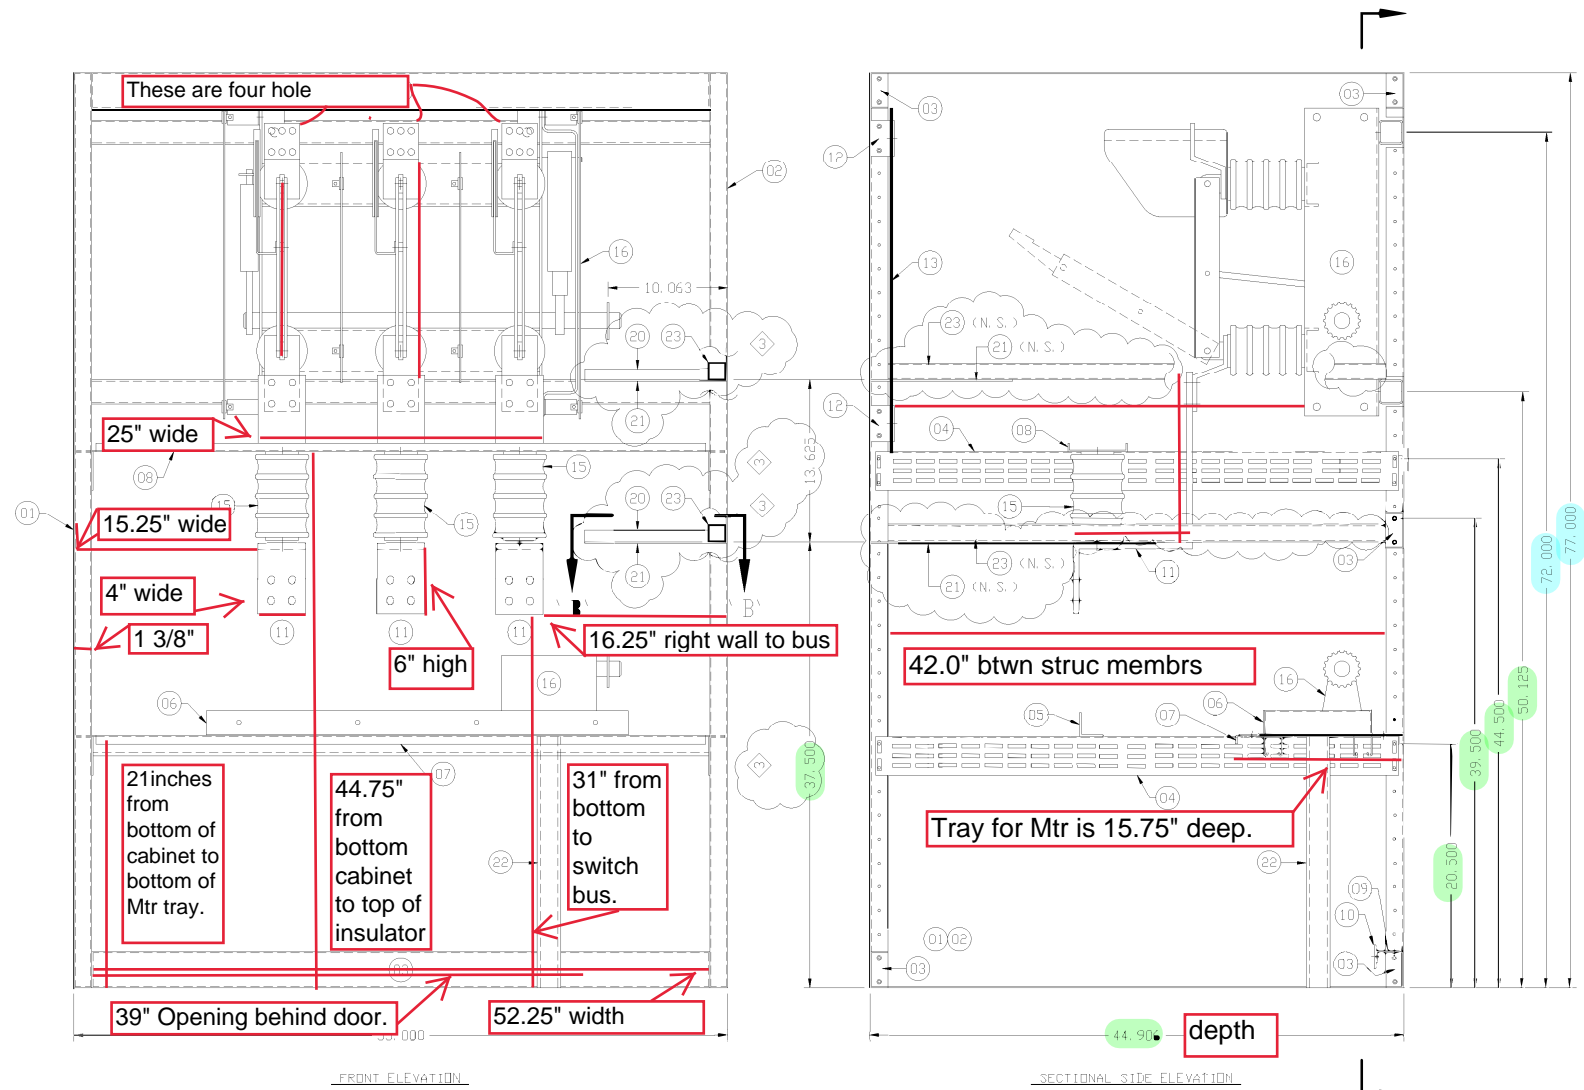 These are four hole
03
03
12
02
16
13
16
10.063
23 (N.S.)
20
23
3
21 (N.S.)
21
12
25" wide
04
08
13.625
08
15
3
15
15
01
15.25" wide
15
20
23
3
21
23 (N.S.)
03
11
21 (N.S.)
4" wide
B
'B'
11
11
11
1 3/8"
6" high
16.25" right wall to bus
42.0" btwn struc membrs
16
16
06
05
07
06
07
3
37.500
04
21inches
from
bottom of
cabinet to
bottom of
Mtr tray.
44.75"
from
bottom
cabinet
to top of
insulator
31" from
bottom
to
switch
bus.
Tray for Mtr is 15.75" deep.
22
22
09
10
01
02
03
03
03
20.500
39.500
44.500
50.125
72.000
77.000
39" Opening behind door.
52.25" width
44.906
depth
FRONT ELEVATION
SECTIONAL SIDE ELEVATION